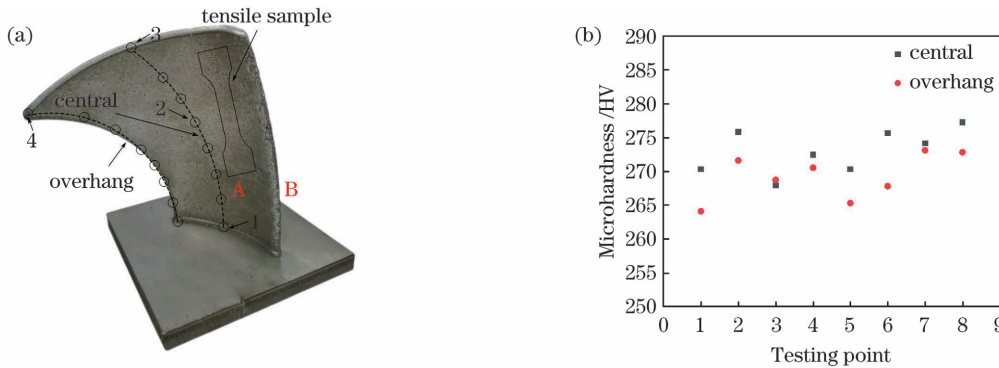 (a)
tensile sample
3
central
2
4
overhang
A
B
1
(b)
290
285
280
275
270
265
260
255
250
Microhardness /HV
central
overhang
0 1 2 3 4 5 6 7 8 9
Testing point